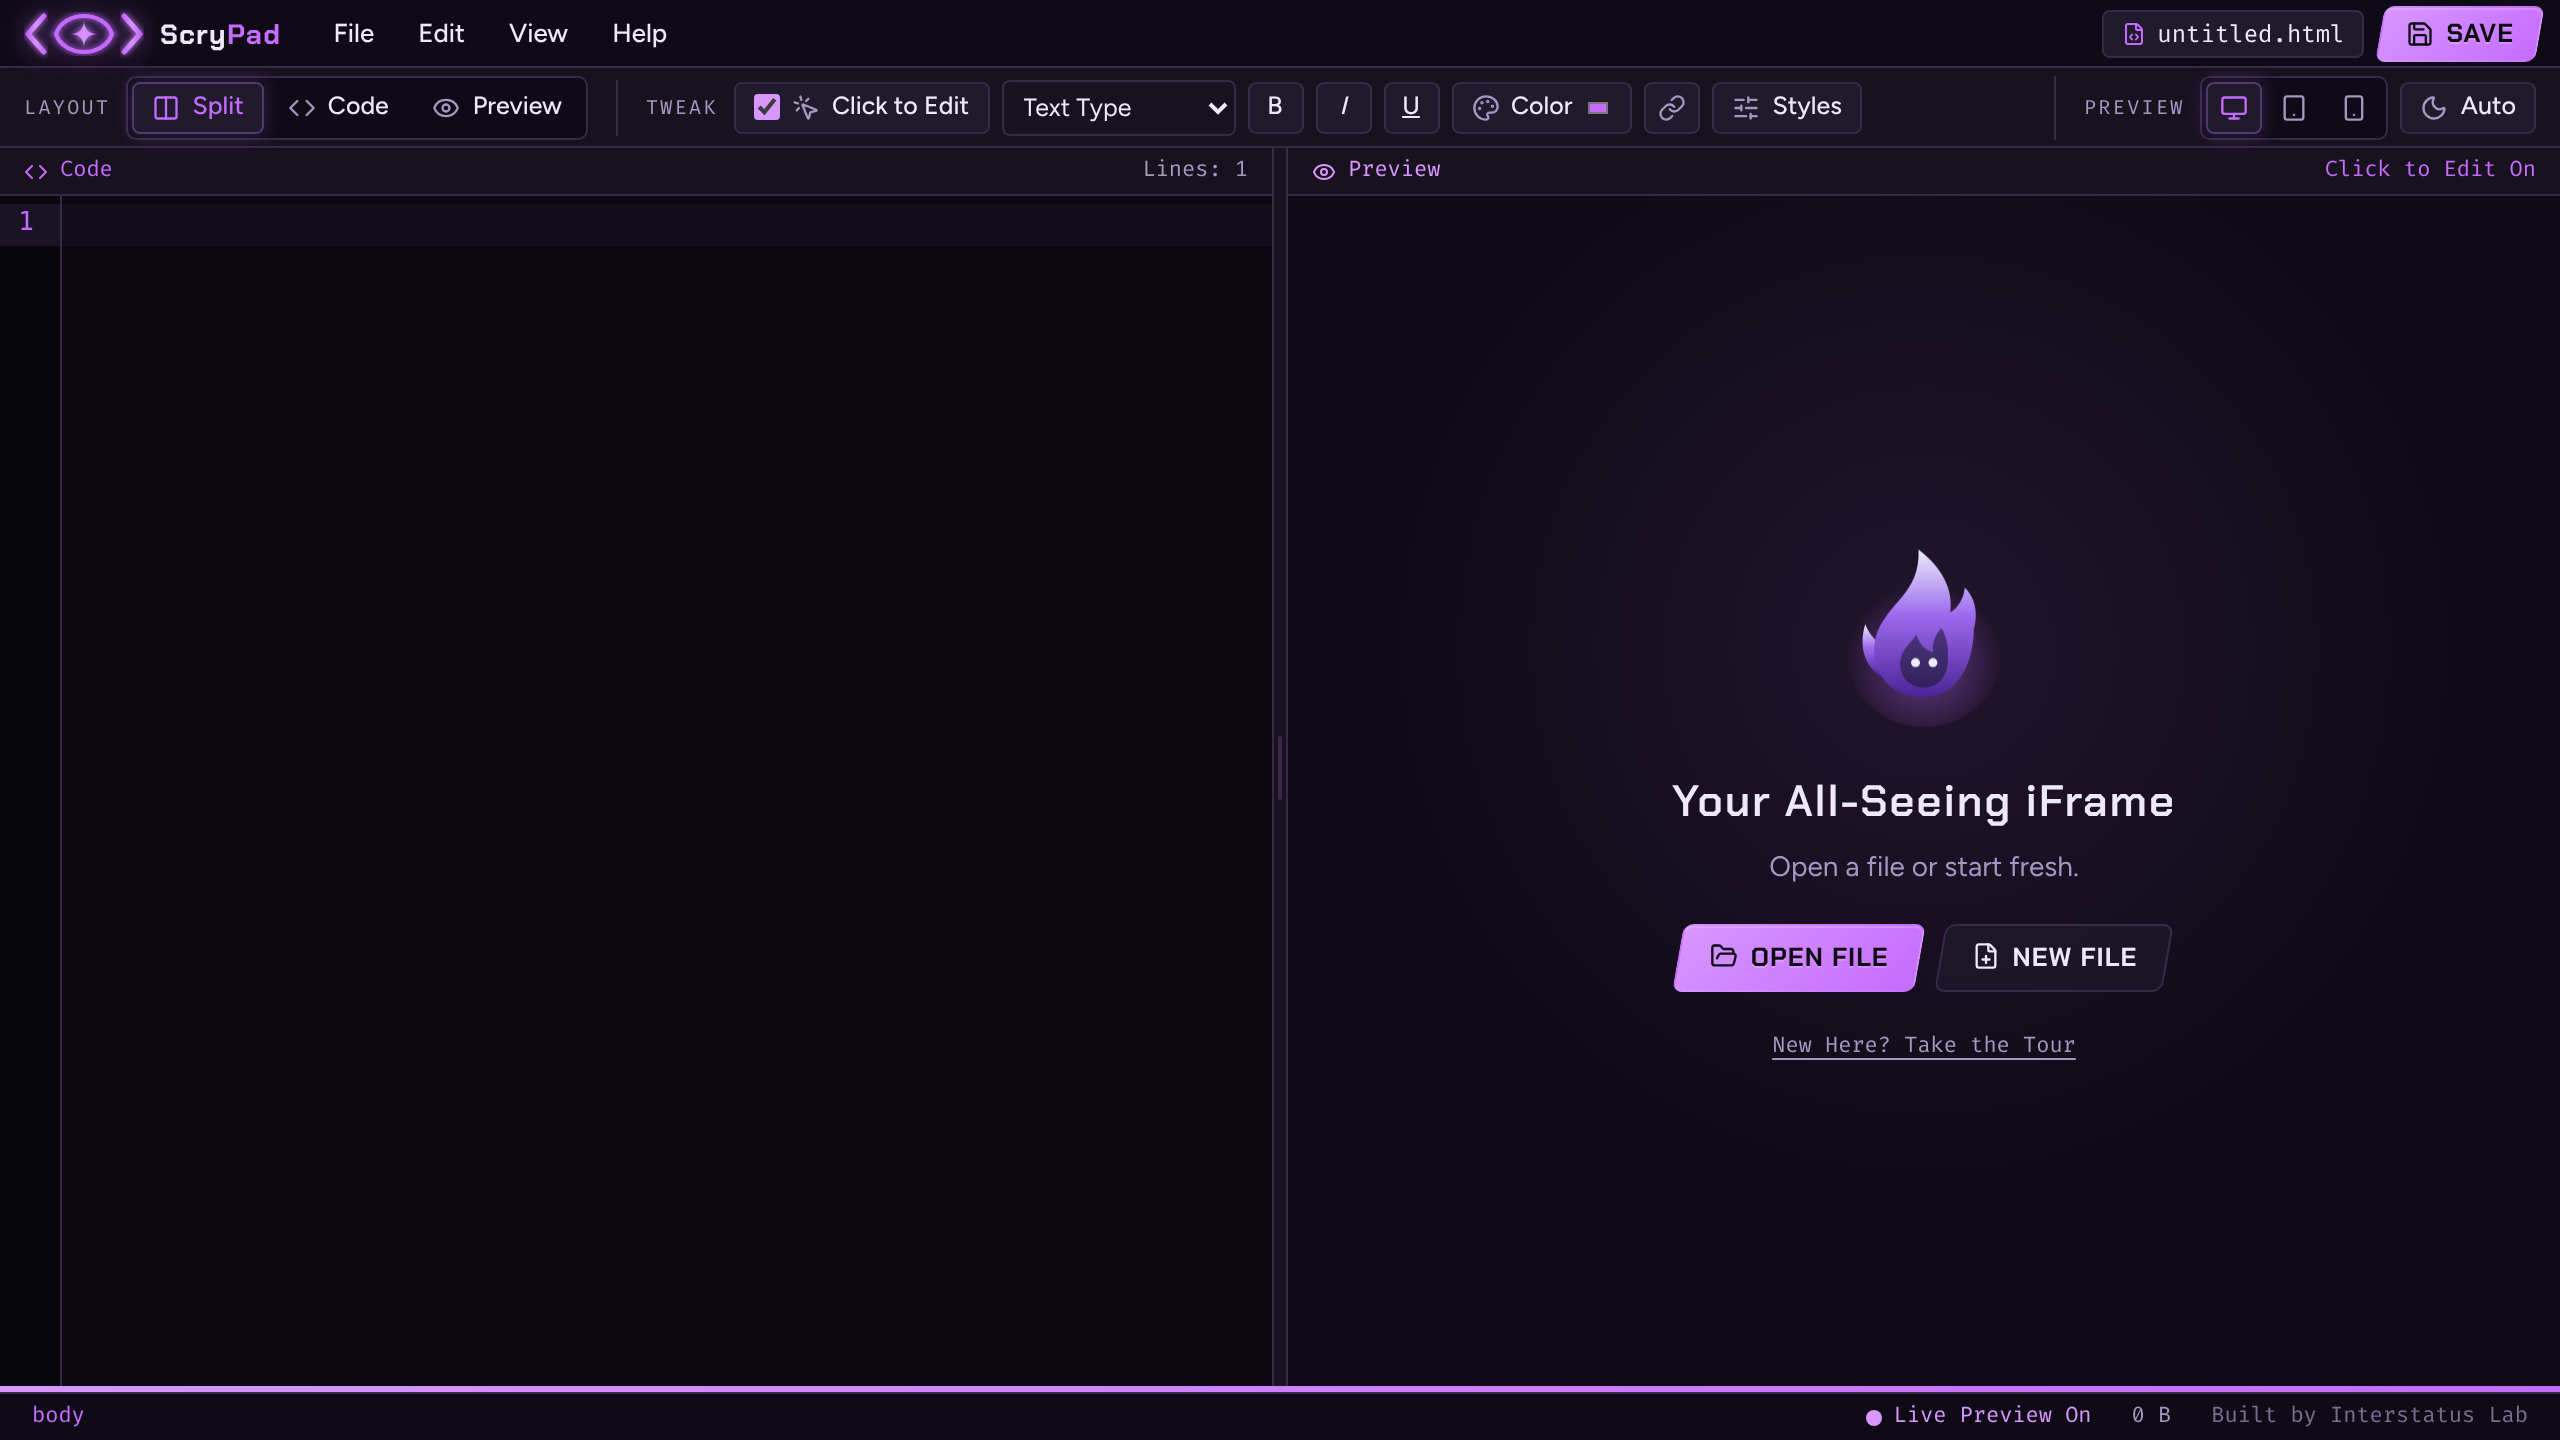 ScryPad File Edit View Help untitled.html SAVE
LAYOUT Split Code Preview TWEAK Click to Edit Text Type B I U Color Styles PREVIEW Auto
Code Lines: 1 Preview Click to Edit On
1
Your All-Seeing iFrame
Open a file or start fresh.
OPEN FILE NEW FILE
New Here? Take the Tour
body Live Preview On 0 B Built by Interstatus Lab